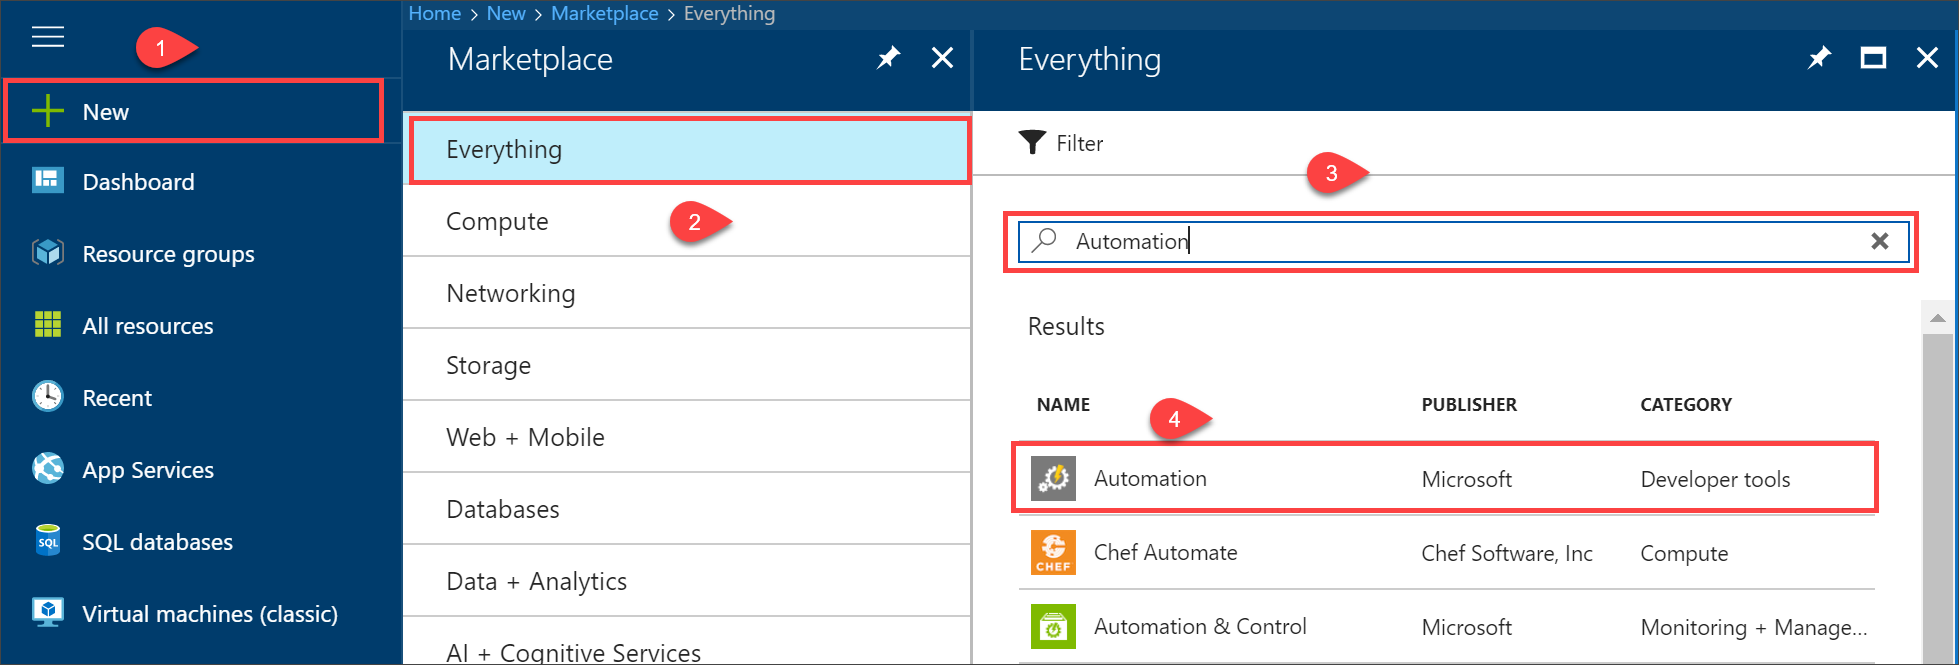 1
New
Dashboard
Resource groups
All resources
Recent
App Services
SQL
SQL databases
Virtual machines (classic)
Home > New > Marketplace > Everything
Marketplace
Everything
2
Compute
Networking
Storage
Web + Mobile
Databases
Data + Analytics
AI + Cognitive Services
Everything
Filter
3
Automation
Results
NAME PUBLISHER CATEGORY
4
Automation Microsoft Developer tools
CHEF
Chef Automate Chef Software, Inc Compute
Automation & Control Microsoft Monitoring + Manage...